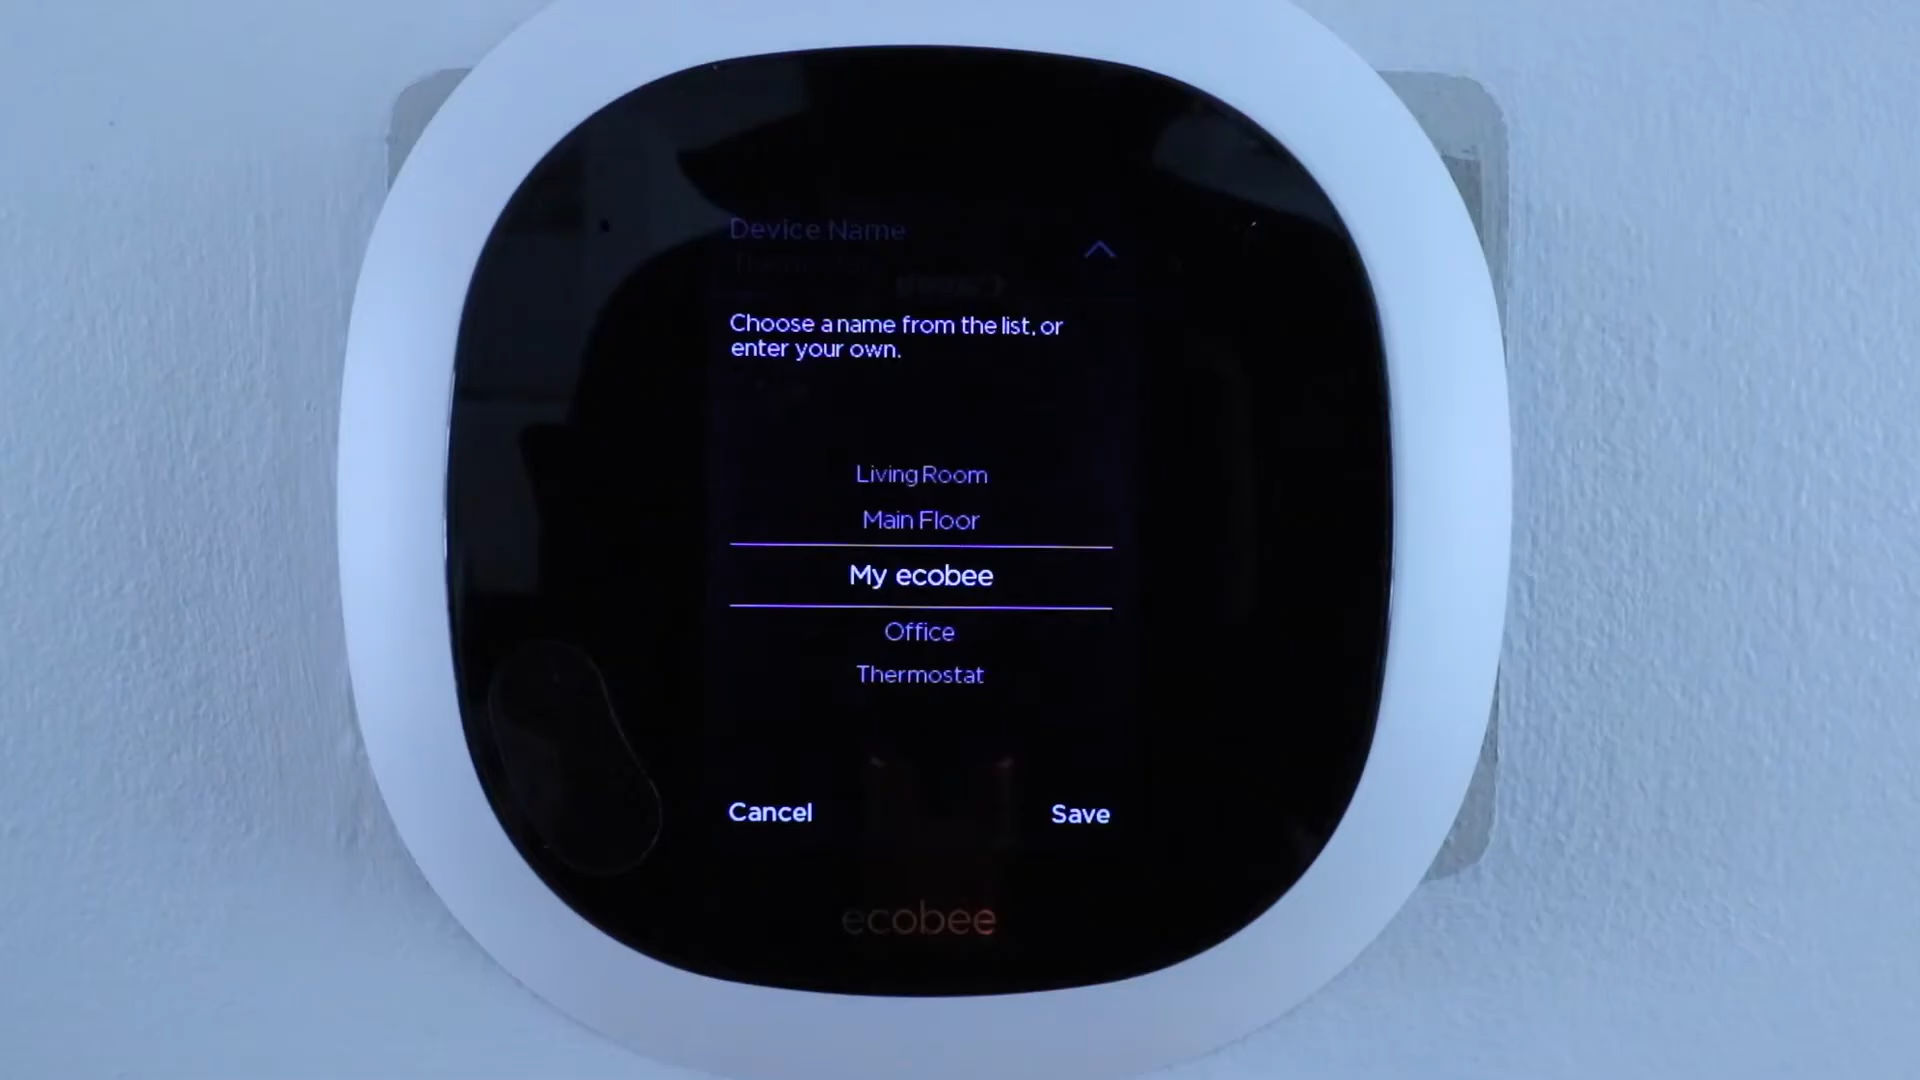 Device Name
Thermostat
Choose a name from the list, or
enter your own.
Living Room
Main Floor
My ecobee
Office
Thermostat
Cancel
Save
ecobee